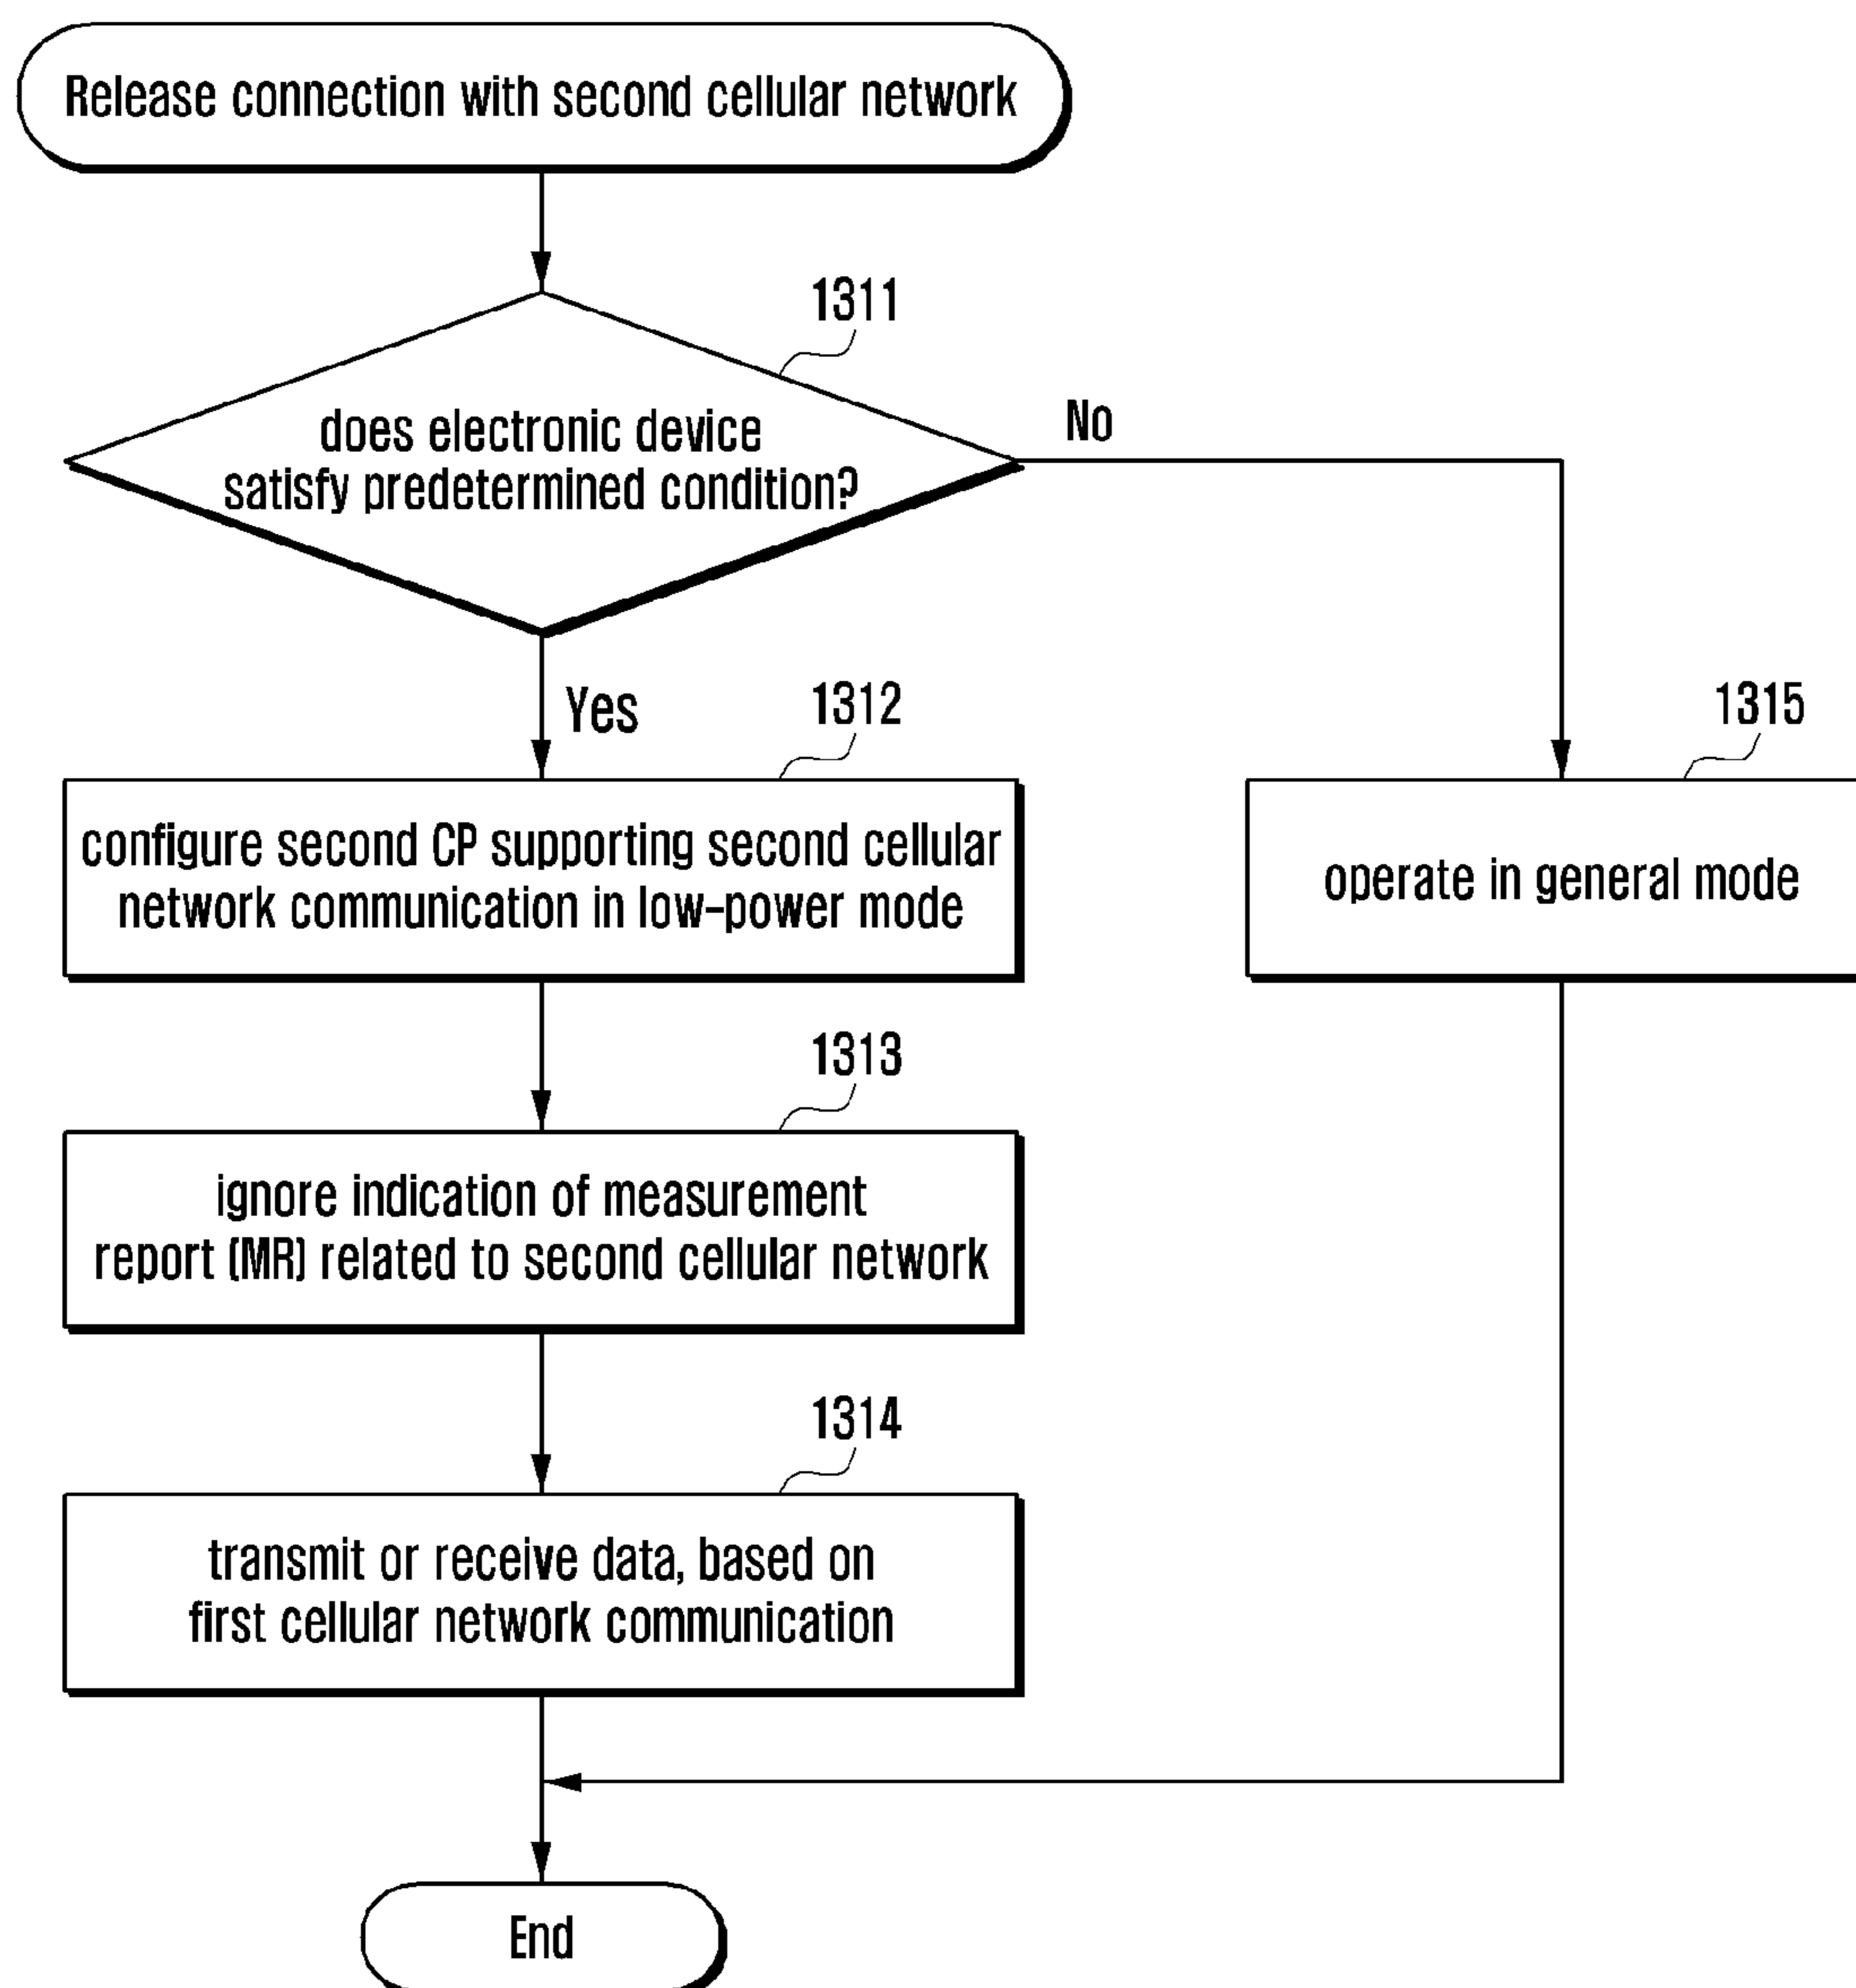 Release connection with second cellular network
1311
does electronic device
satisfy predetermined condition?
No
Yes
1312
configure second CP supporting second cellular
network communication in low-power mode
1315
operate in general mode
1313
ignore indication of measurement
report (MR) related to second cellular network
1314
transmit or receive data, based on
first cellular network communication
End